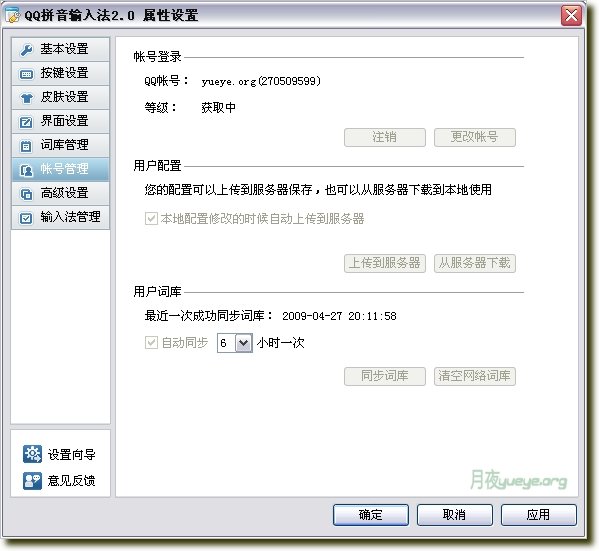 QQ拼音输入法2.0 属性设置
基本设置
按键设置
皮肤设置
界面设置
词库管理
帐号管理
高级设置
输入法管理
设置向导
意见反馈
帐号登录
QQ帐号： yueye.org(270509599)
等级： 获取中
注销 更改帐号
用户配置
您的配置可以上传到服务器保存，也可以从服务器下载到本地使用
本地配置修改的时候自动上传到服务器
上传到服务器 从服务器下载
用户词库
最近一次成功同步词库： 2009-04-27 20:11:58
自动同步 6 小时一次
同步词库 清空网络词库
月夜yueye.org
确定 取消 应用